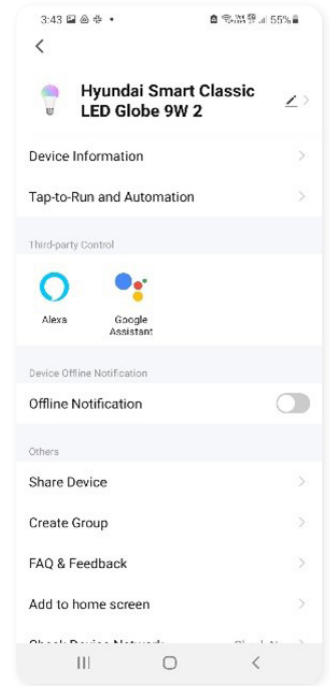 3:43
55%
Hyundai Smart Classic
LED Globe 9W 2
Device Information
Tap-to-Run and Automation
Third-party Control
Alexa
Google
Assistant
Device Offline Notification
Offline Notification
Others
Share Device
Create Group
FAQ & Feedback
Add to home screen